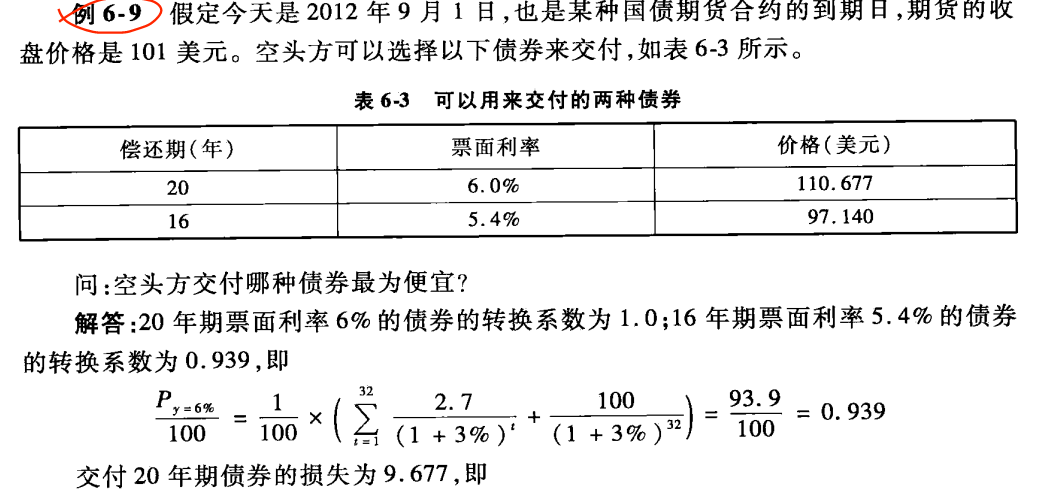 例 6-9 假定今天是 2012 年 9 月 1 日,也是某种国债期货合约的到期日,期货的收
盘价格是 101 美元。空头方可以选择以下债券来交付,如表 6-3 所示。
表 6-3 可以用来交付的两种债券
偿还期(年) 票面利率 价格(美元)
20 6.0% 110.677
16 5.4% 97.140
问:空头方交付哪种债券最为便宜?
解答:20 年期票面利率 6% 的债券的转换系数为 1.0;16 年期票面利率 5.4% 的债券
的转换系数为 0.939,即
P_{y=6%}/100 = 1/100 × ( ∑_{t=1}^{32} 2.7/(1 + 3%)^t + 100/(1 + 3%)^{32} ) = 93.9/100 = 0.939
交付 20 年期债券的损失为 9.677,即